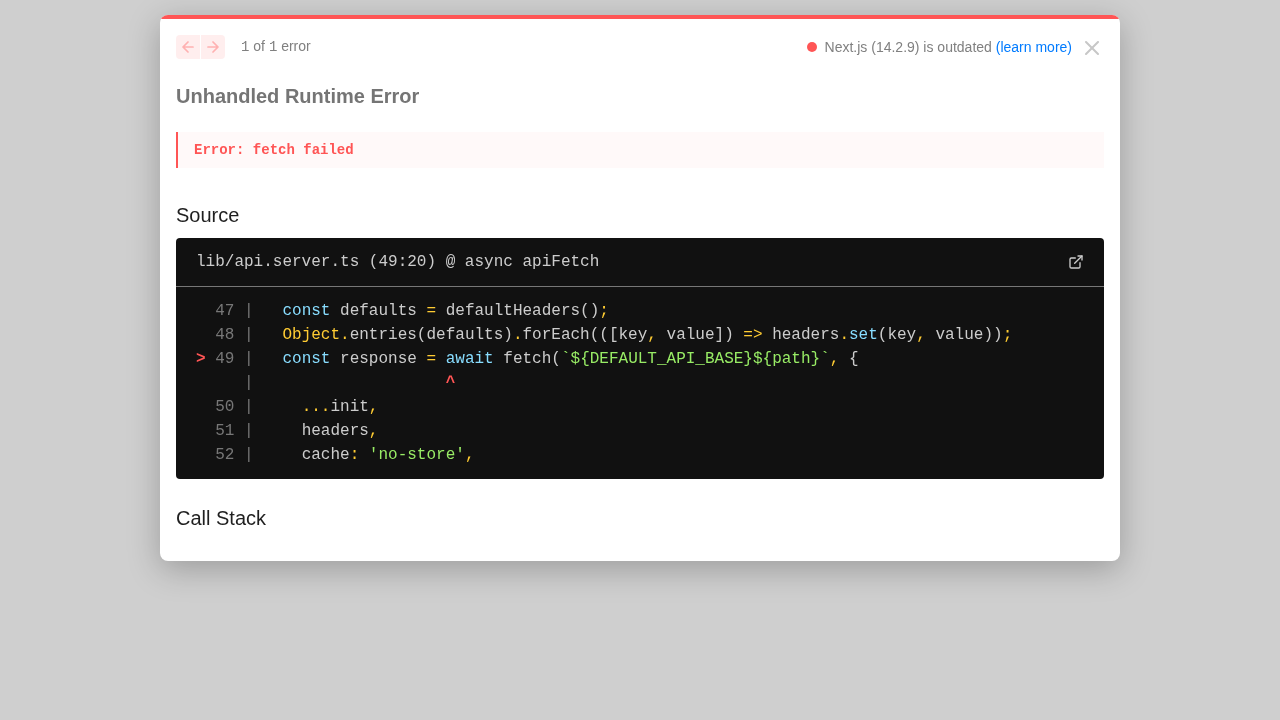 1 of 1 error
Next.js (14.2.9) is outdated (learn more)
Unhandled Runtime Error
Error: fetch failed
Source
lib/api.server.ts (49:20) @ async apiFetch
47 |   const defaults = defaultHeaders();
48 |   Object.entries(defaults).forEach(([key, value]) => headers.set(key, value));
> 49 |   const response = await fetch(`${DEFAULT_API_BASE}${path}`, {
|                    ^
50 |     ...init,
51 |     headers,
52 |     cache: 'no-store',
Call Stack